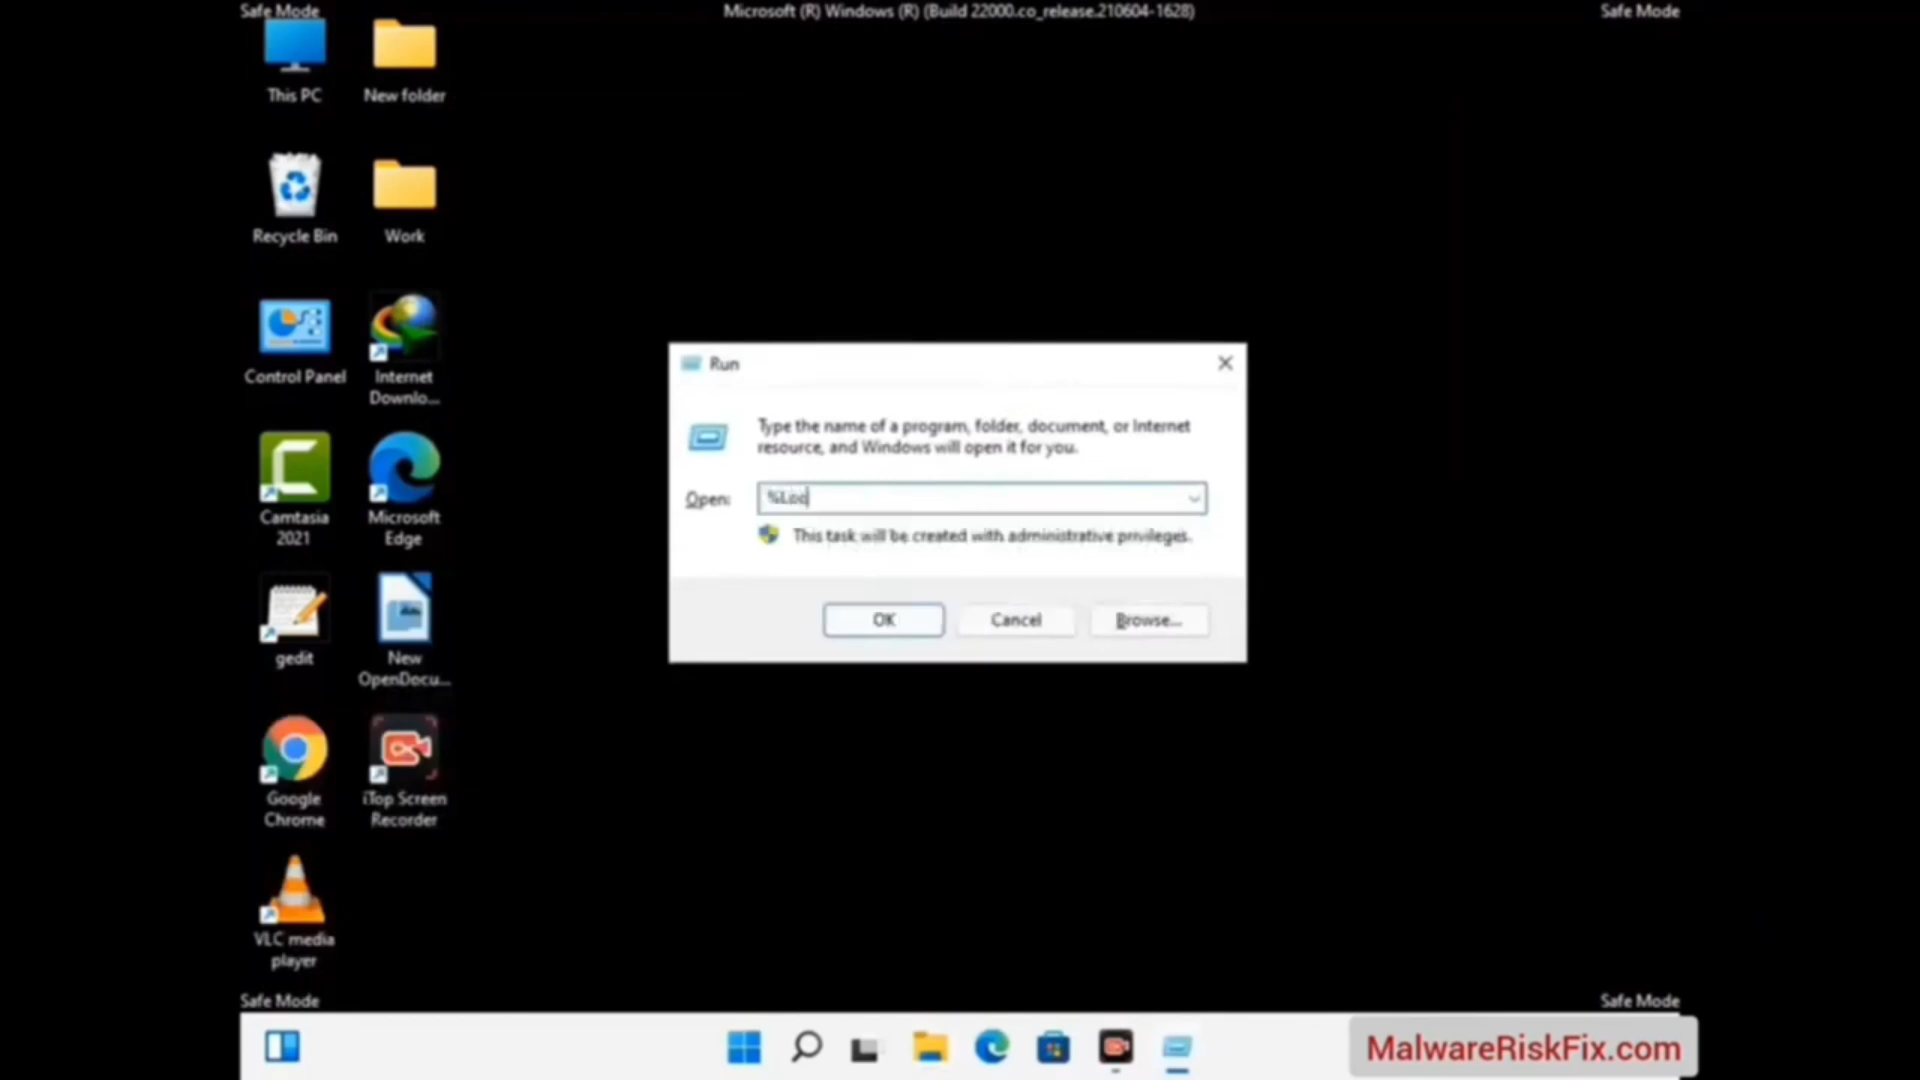 Safe Mode
Microsoft (R) Windows (R) (Build 22000.co_release.210604-1628)
Safe Mode
This PC
New folder
Recycle Bin
Work
Control Panel
Internet
Downlo...
Camtasia
2021
Microsoft
Edge
gedit
New
OpenDocu...
Google
Chrome
iTop Screen
Recorder
VLC media
player
Run
Type the name of a program, folder, document, or Internet
resource, and Windows will open it for you.
Open:
%Loc
This task will be created with administrative privileges.
OK
Cancel
Browse...
Safe Mode
Safe Mode
MalwareRiskFix.com